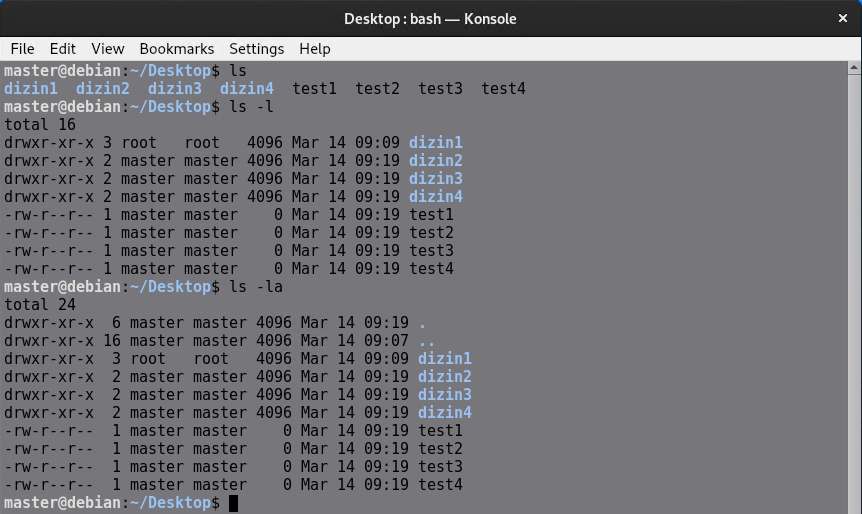 Desktop : bash — Konsole
File Edit View Bookmarks Settings Help
master@debian:~/Desktop$ ls
dizin1  dizin2  dizin3  dizin4  test1  test2  test3  test4
master@debian:~/Desktop$ ls -l
total 16
drwxr-xr-x 3 root   root   4096 Mar 14 09:09 dizin1
drwxr-xr-x 2 master master 4096 Mar 14 09:19 dizin2
drwxr-xr-x 2 master master 4096 Mar 14 09:19 dizin3
drwxr-xr-x 2 master master 4096 Mar 14 09:19 dizin4
-rw-r--r-- 1 master master    0 Mar 14 09:19 test1
-rw-r--r-- 1 master master    0 Mar 14 09:19 test2
-rw-r--r-- 1 master master    0 Mar 14 09:19 test3
-rw-r--r-- 1 master master    0 Mar 14 09:19 test4
master@debian:~/Desktop$ ls -la
total 24
drwxr-xr-x  6 master master 4096 Mar 14 09:19 .
drwxr-xr-x 16 master master 4096 Mar 14 09:07 ..
drwxr-xr-x  3 root   root   4096 Mar 14 09:09 dizin1
drwxr-xr-x  2 master master 4096 Mar 14 09:19 dizin2
drwxr-xr-x  2 master master 4096 Mar 14 09:19 dizin3
drwxr-xr-x  2 master master 4096 Mar 14 09:19 dizin4
-rw-r--r--  1 master master    0 Mar 14 09:19 test1
-rw-r--r--  1 master master    0 Mar 14 09:19 test2
-rw-r--r--  1 master master    0 Mar 14 09:19 test3
-rw-r--r--  1 master master    0 Mar 14 09:19 test4
master@debian:~/Desktop$